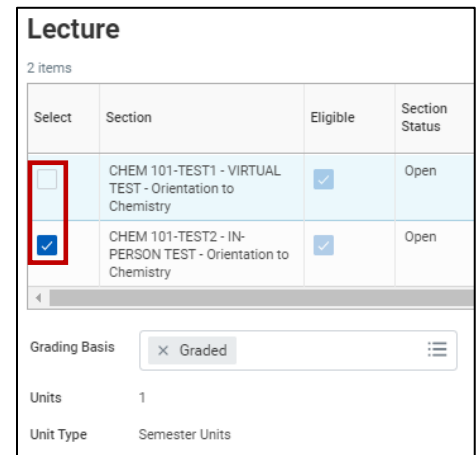 Lecture
2 items
Select Section Eligible Section
Status
CHEM 101-TEST1 - VIRTUAL Open
TEST - Orientation to
Chemistry
CHEM 101-TEST2 - IN- Open
PERSON TEST - Orientation to
Chemistry
Grading Basis × Graded
Units 1
Unit Type Semester Units